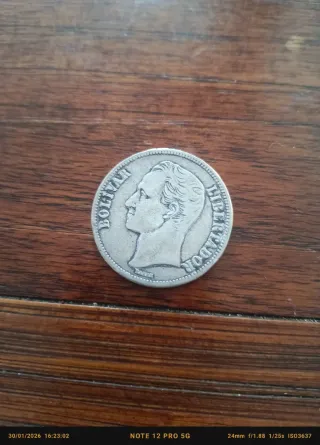 BOLIVAR
LIBERTADOR
30/01/2026 16:23:02
NOTE 12 PRO 5G
24mm f/1.88 1/25s ISO3637